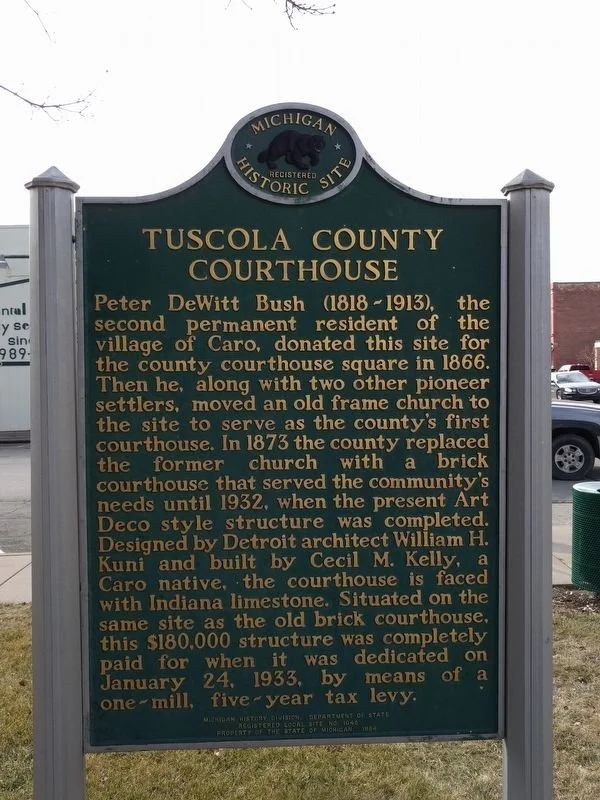 MICHIGAN
REGISTERED
HISTORIC SITE
TUSCOLA COUNTY
COURTHOUSE
Peter DeWitt Bush (1818-1913), the
second permanent resident of the
village of Caro, donated this site for
the county courthouse square in 1866.
Then he, along with two other pioneer
settlers, moved an old frame church to
the site to serve as the county's first
courthouse. In 1873 the county replaced
the former church with a brick
courthouse that served the community's
needs until 1932, when the present Art
Deco style structure was completed.
Designed by Detroit architect William H.
Kuni and built by Cecil M. Kelly, a
Caro native, the courthouse is faced
with Indiana limestone. Situated on the
same site as the old brick courthouse,
this $180,000 structure was completely
paid for when it was dedicated on
January 24, 1933, by means of a
one-mill, five-year tax levy.
MICHIGAN HISTORY DIVISION, DEPARTMENT OF STATE
REGISTERED LOCAL SITE NO.
PROPERTY OF THE STATE OF MICHIGAN
989-